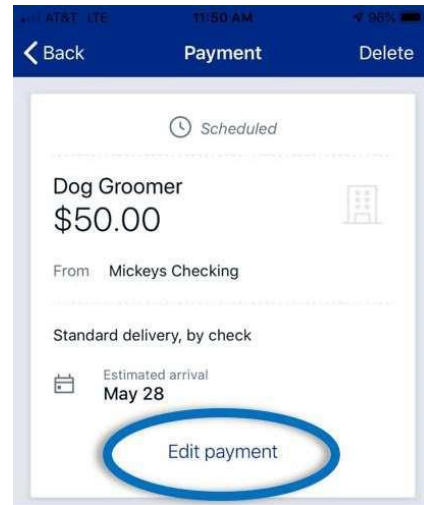 AT&T LTE 11:50 AM 96%
Back Payment Delete
Scheduled
Dog Groomer
$50.00
From Mickeys Checking
Standard delivery, by check
Estimated arrival
May 28
Edit payment